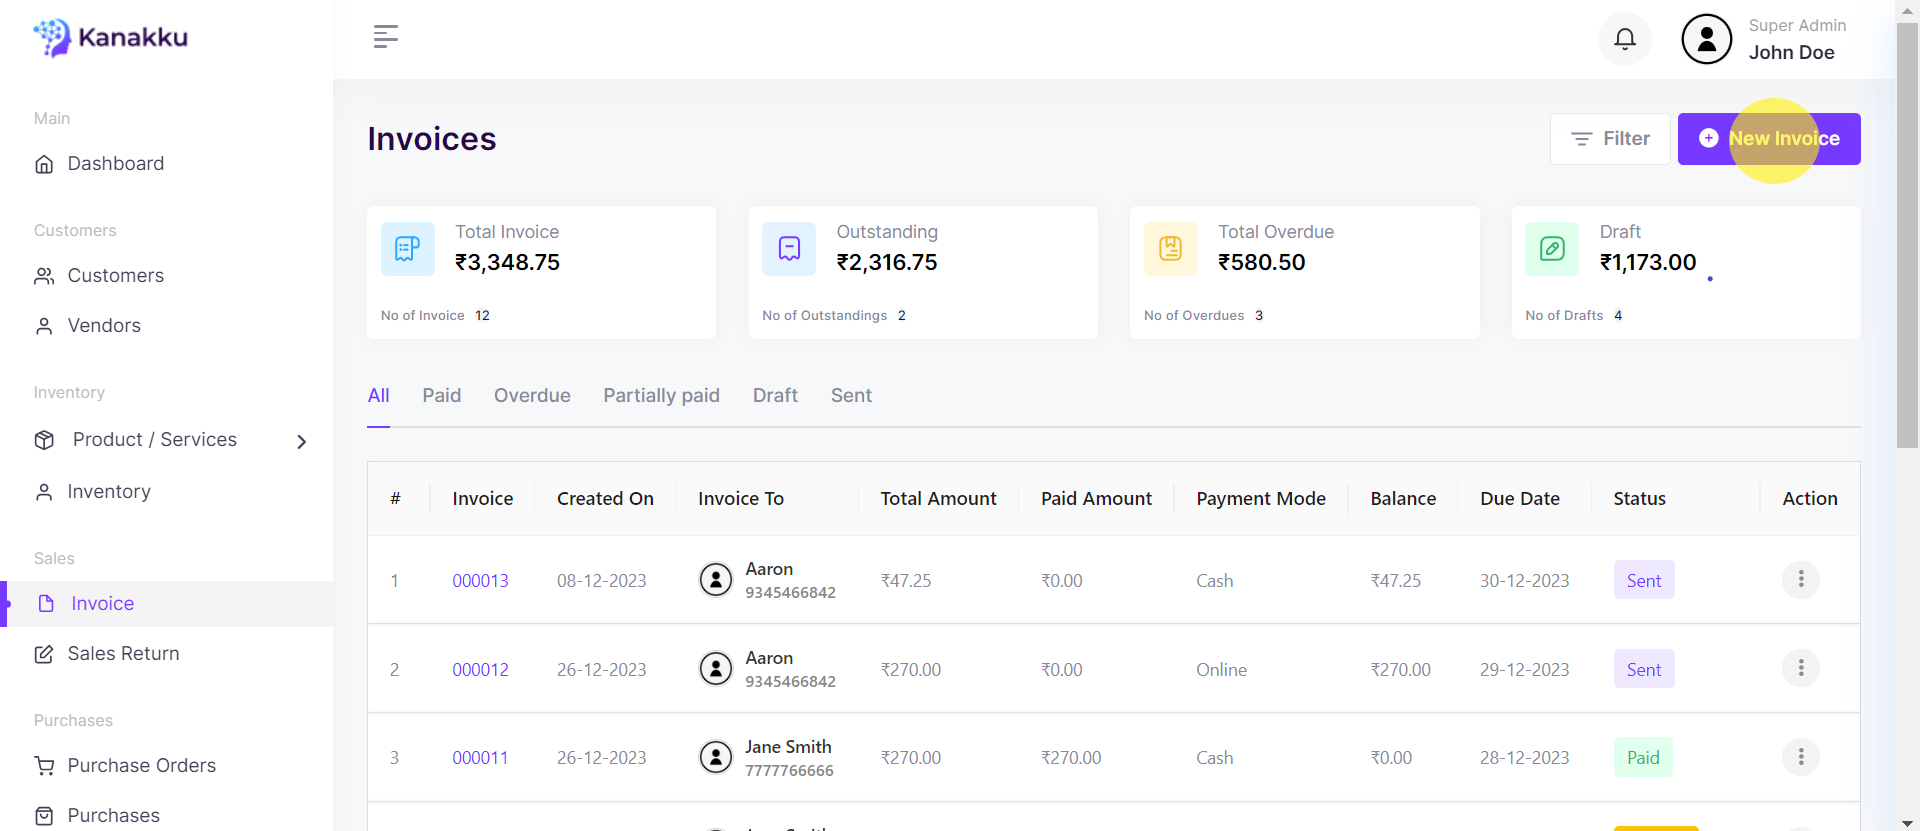 Kanakku
Super Admin
John Doe
Main
Dashboard
Customers
Customers
Vendors
Inventory
Product / Services
Inventory
Sales
Invoice
Sales Return
Purchases
Purchase Orders
Purchases
Invoices
Filter
New Invoice
Total Invoice
₹3,348.75
No of Invoice 12
Outstanding
₹2,316.75
No of Outstandings 2
Total Overdue
₹580.50
No of Overdues 3
Draft
₹1,173.00
No of Drafts 4
All Paid Overdue Partially paid Draft Sent
# Invoice Created On Invoice To Total Amount Paid Amount Payment Mode Balance Due Date Status Action
1 000013 08-12-2023 Aaron ₹47.25 ₹0.00 Cash ₹47.25 30-12-2023 Sent
9345466842
2 000012 26-12-2023 Aaron ₹270.00 ₹0.00 Online ₹270.00 29-12-2023 Sent
9345466842
3 000011 26-12-2023 Jane Smith ₹270.00 ₹270.00 Cash ₹0.00 28-12-2023 Paid
7777766666